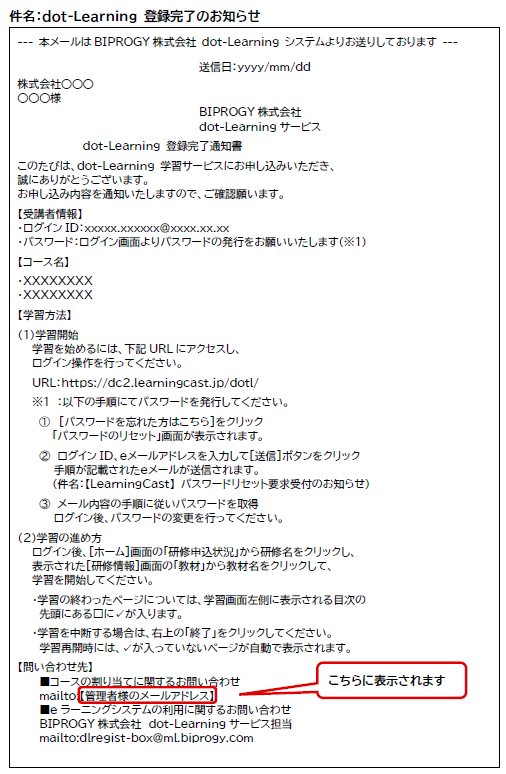 件名:dot-Learning 登録完了のお知らせ
--- 本メールは BIPROGY 株式会社 dot-Learning システムよりお送りしております ---
送信日:yyyy/mm/dd
株式会社〇〇〇
〇〇〇様
BIPROGY 株式会社
dot-Learning サービス
dot-Learning 登録完了通知書
このたびは、dot-Learning 学習サービスにお申し込みいただき、
誠にありがとうございます。
お申し込み内容を通知いたしますので、ご確認願います。
【受講者情報】
・ログイン ID:xxxxx.xxxxxx@xxxx.xx.xx
・パスワード:ログイン画面よりパスワードの発行をお願いいたします(※1)
【コース名】
・XXXXXXXX
・XXXXXXXX
【学習方法】
(1)学習開始
学習を始めるには、下記 URL にアクセスし、
ログイン操作を行ってください。
URL:https://dc2.learningcast.jp/dotl/
※1 :以下の手順にてパスワードを発行してください。
① [パスワードを忘れた方はこちら]をクリック
「パスワードのリセット」画面が表示されます。
② ログイン ID、eメールアドレスを入力して[送信]ボタンをクリック
手順が記載されたeメールが送信されます。
(件名:【LearningCast】 パスワードリセット要求受付のお知らせ)
③ メール内容の手順に従いパスワードを取得
ログイン後、パスワードの変更を行ってください。
(2)学習の進め方
ログイン後、[ホーム]画面の「研修申込状況」から研修名をクリックし、
表示された[研修情報]画面の「教材」から教材名をクリックして、
学習を開始してください。
・学習の終わったページについては、学習画面左側に表示される目次の
先頭にある□に✓が入ります。
・学習を中断する場合は、右上の「終了」をクリックしてください。
学習再開時には、✓が入っていないページが自動で表示されます。
【問い合わせ先】
■コースの割り当てに関するお問い合わせ
mailto:【管理者様のメールアドレス】
こちらに表示されます
■e ラーニングシステムの利用に関するお問い合わせ
BIPROGY 株式会社 dot-Learning サービス担当
mailto:dlregist-box@ml.biprogy.com